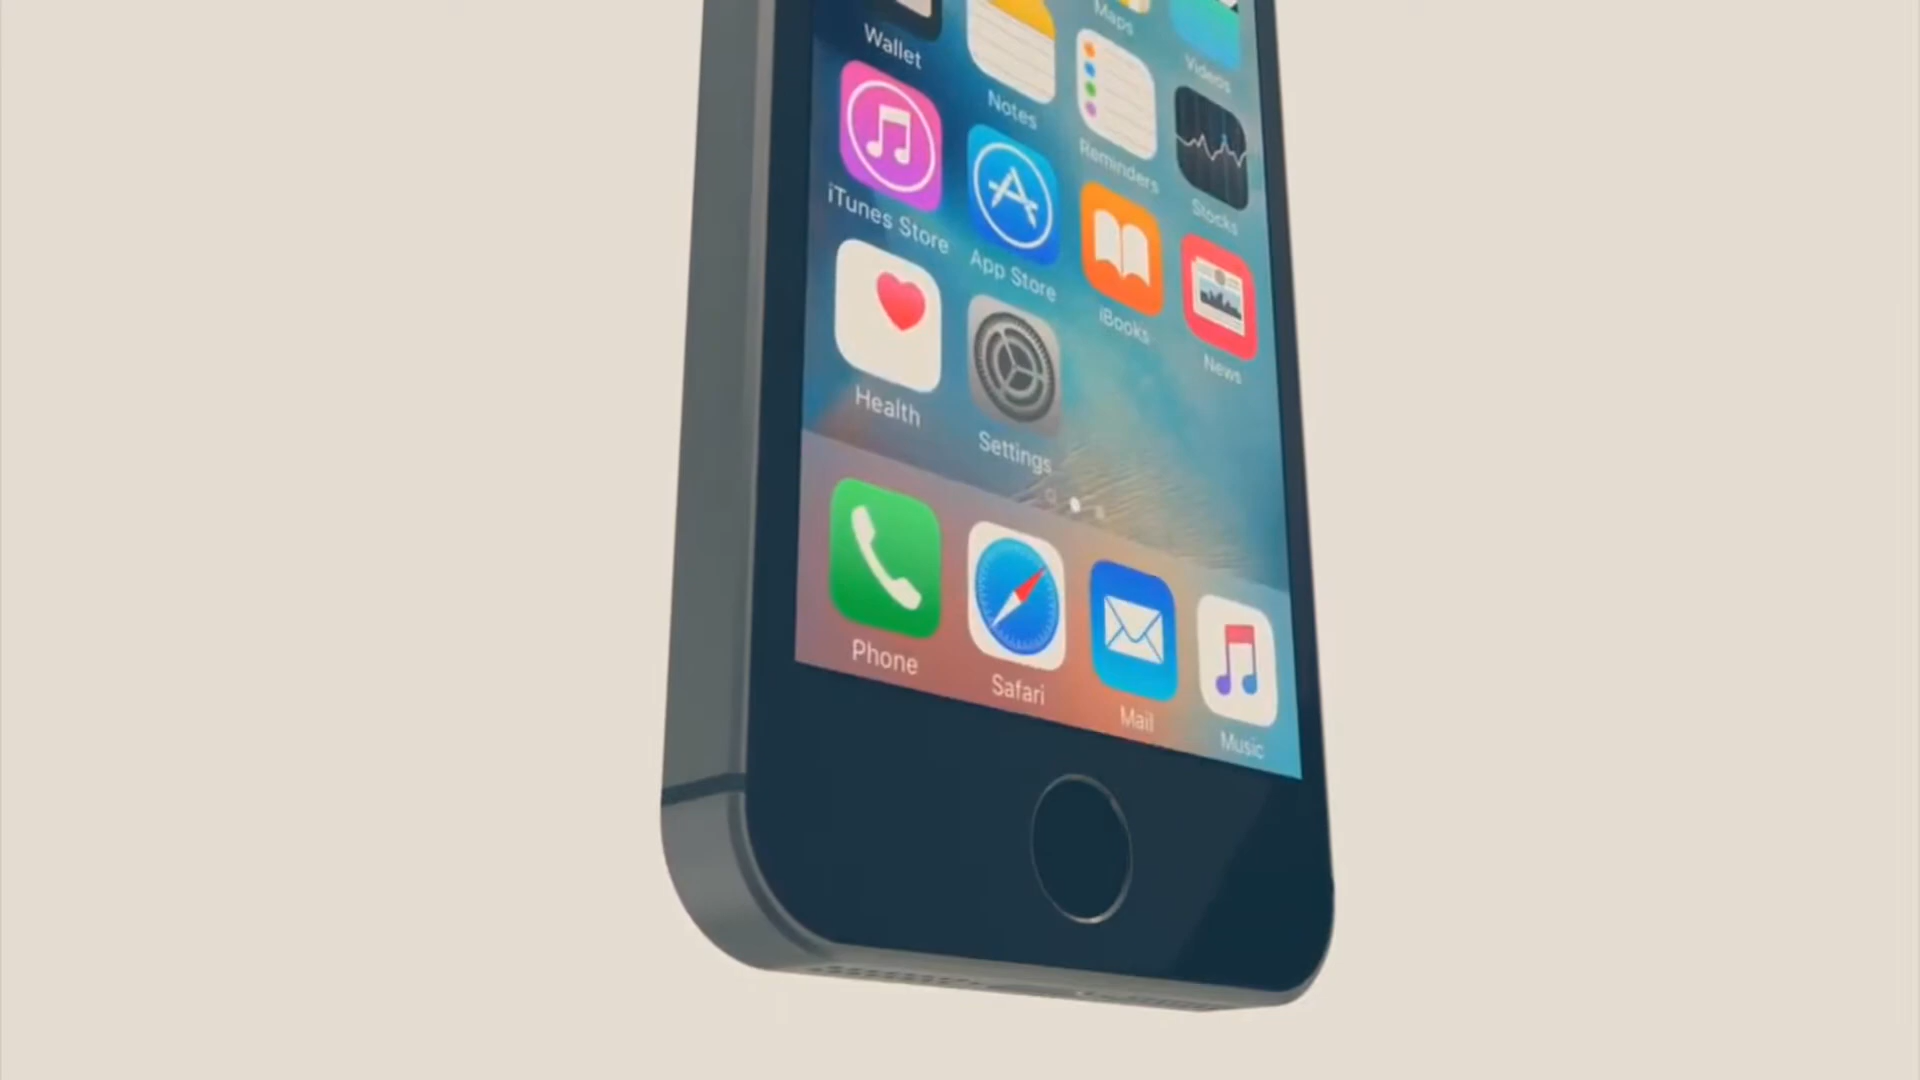 Wallet
Notes
Maps
Videos
iTunes Store
App Store
Reminders
Stocks
Health
Settings
iBooks
News
Phone
Safari
Mail
Music